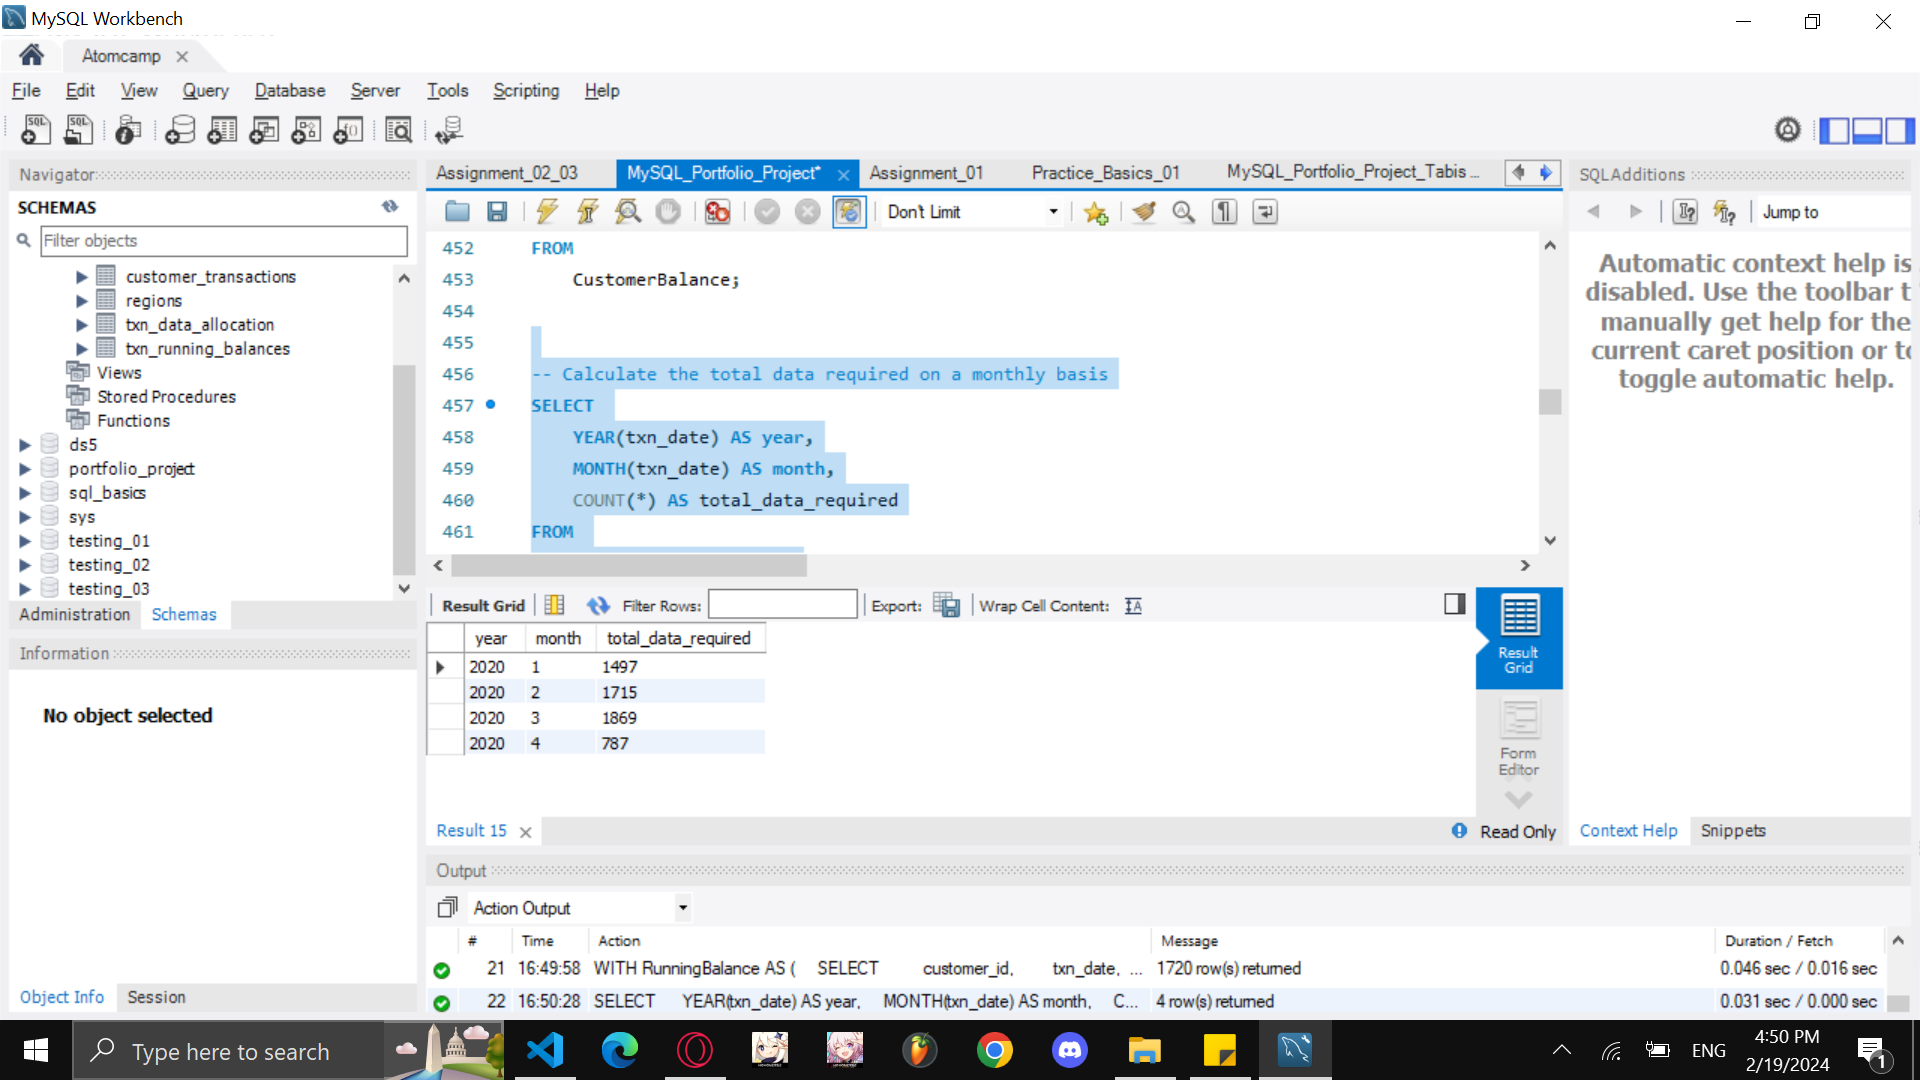 MySQL Workbench
Atomcamp
File Edit View Query Database Server Tools Scripting Help
Navigator
SCHEMAS
Filter objects
customer_transactions
regions
txn_data_allocation
txn_running_balances
Views
Stored Procedures
Functions
ds5
portfolio_project
sql_basics
sys
testing_01
testing_02
testing_03
Administration Schemas
Information
No object selected
Object Info Session
Assignment_02_03 MySQL_Portfolio_Project* Assignment_01 Practice_Basics_01 MySQL_Portfolio_Project_Tabis ...
Don't Limit
452 FROM
453 CustomerBalance;
454
455
456 -- Calculate the total data required on a monthly basis
457 SELECT
458 YEAR(txn_date) AS year,
459 MONTH(txn_date) AS month,
460 COUNT(*) AS total_data_required
461 FROM
Result Grid Filter Rows: Export: Wrap Cell Content:
year month total_data_required
2020 1 1497
2020 2 1715
2020 3 1869
2020 4 787
Result Grid
Form Editor
Result 15 Read Only
Output
Action Output
# Time Action Message Duration / Fetch
21 16:49:58 WITH RunningBalance AS ( SELECT customer_id, txn_date, ... 1720 row(s) returned 0.046 sec / 0.016 sec
22 16:50:28 SELECT YEAR(txn_date) AS year, MONTH(txn_date) AS month, C... 4 row(s) returned 0.031 sec / 0.000 sec
SQLAdditions
Jump to
Automatic context help is
disabled. Use the toolbar t
manually get help for the
current caret position or to
toggle automatic help.
Context Help Snippets
Type here to search
ENG
4:50 PM
2/19/2024
1